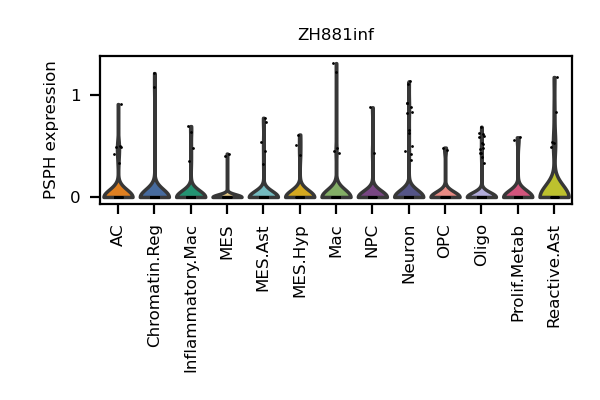 ZH881inf
PSPH expression
1
0
AC
Chromatin.Reg
Inflammatory.Mac
MES
MES.Ast
MES.Hyp
Mac
NPC
Neuron
OPC
Oligo
Prolif.Metab
Reactive.Ast